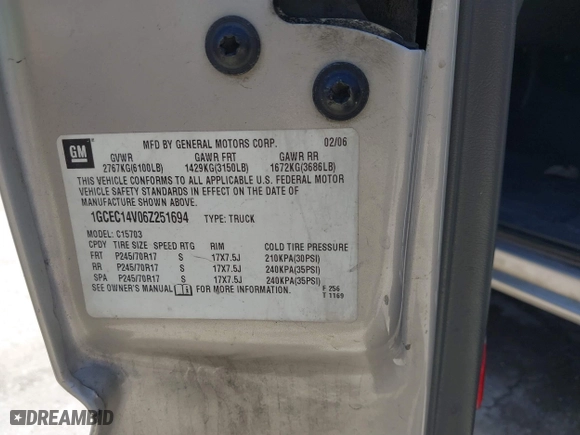 GM
MFD BY GENERAL MOTORS CORP. 02/06
GVWR GAWR FRT GAWR RR
2767KG(6100LB) 1429KG(3150LB) 1672KG(3686LB)
THIS VEHICLE CONFORMS TO ALL APPLICABLE U.S. FEDERAL MOTOR
VEHICLE SAFETY STANDARDS IN EFFECT ON THE DATE OF
MANUFACTURE SHOWN ABOVE.
1GCEC14V06Z251694 TYPE: TRUCK
MODEL: C15703
CPDY TIRE SIZE SPEED RTG RIM COLD TIRE PRESSURE
FRT P245/70R17 S 17X7.5J 210KPA(30PSI)
RR P245/70R17 S 17X7.5J 240KPA(35PSI)
SPA P245/70R17 S 17X7.5J 240KPA(35PSI)
SEE OWNER'S MANUAL FOR MORE INFORMATION. F 256
T 1169
DREAMBID